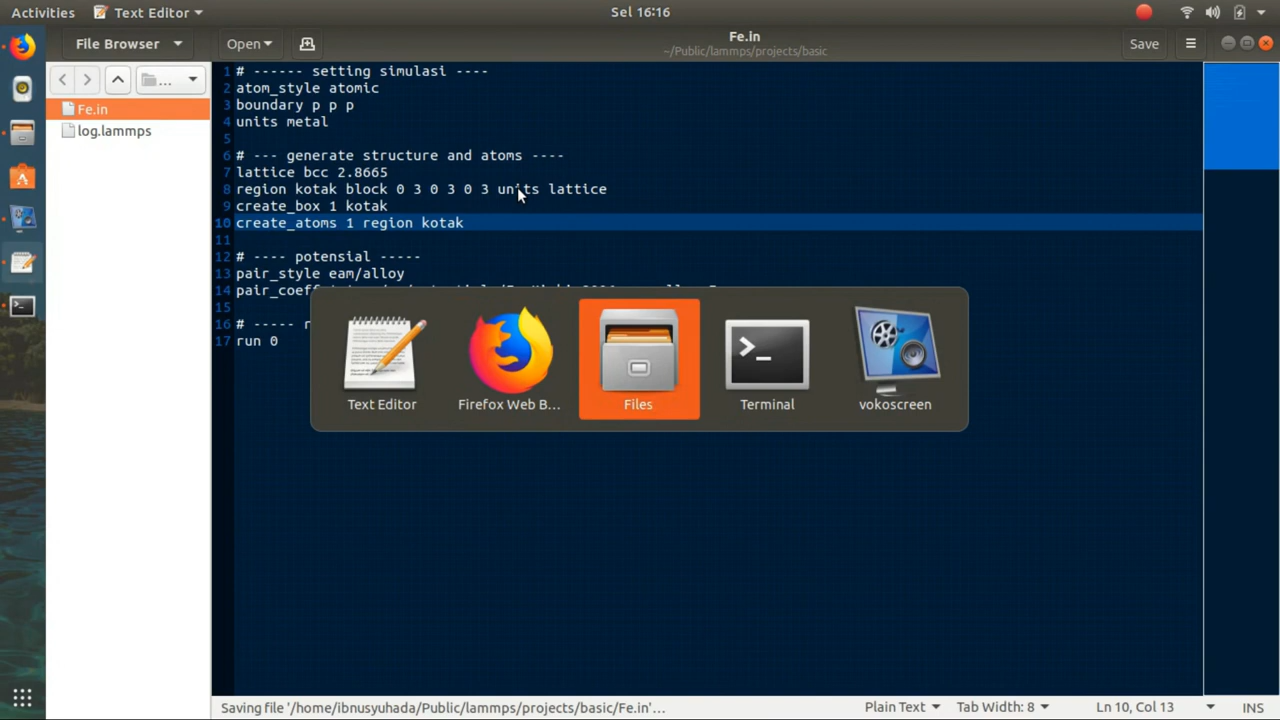 Activities Text Editor Sel 16:16
File Browser Open Fe.in Save
~/Public/lammps/projects/basic
...
Fe.in
log.lammps
1 # ------ setting simulasi ----
2 atom_style atomic
3 boundary p p p
4 units metal
5
6 # --- generate structure and atoms ----
7 lattice bcc 2.8665
8 region kotak block 0 3 0 3 0 3 units lattice
9 create_box 1 kotak
10 create_atoms 1 region kotak
11
12 # ---- potensial -----
13 pair_style eam/alloy
14 pair_coeff
15
16 # -----
17 run 0
Text Editor Firefox Web B... Files Terminal vokoscreen
Saving file '/home/ibnusyuhada/Public/lammps/projects/basic/Fe.in'... Plain Text Tab Width: 8 Ln 10, Col 13 INS